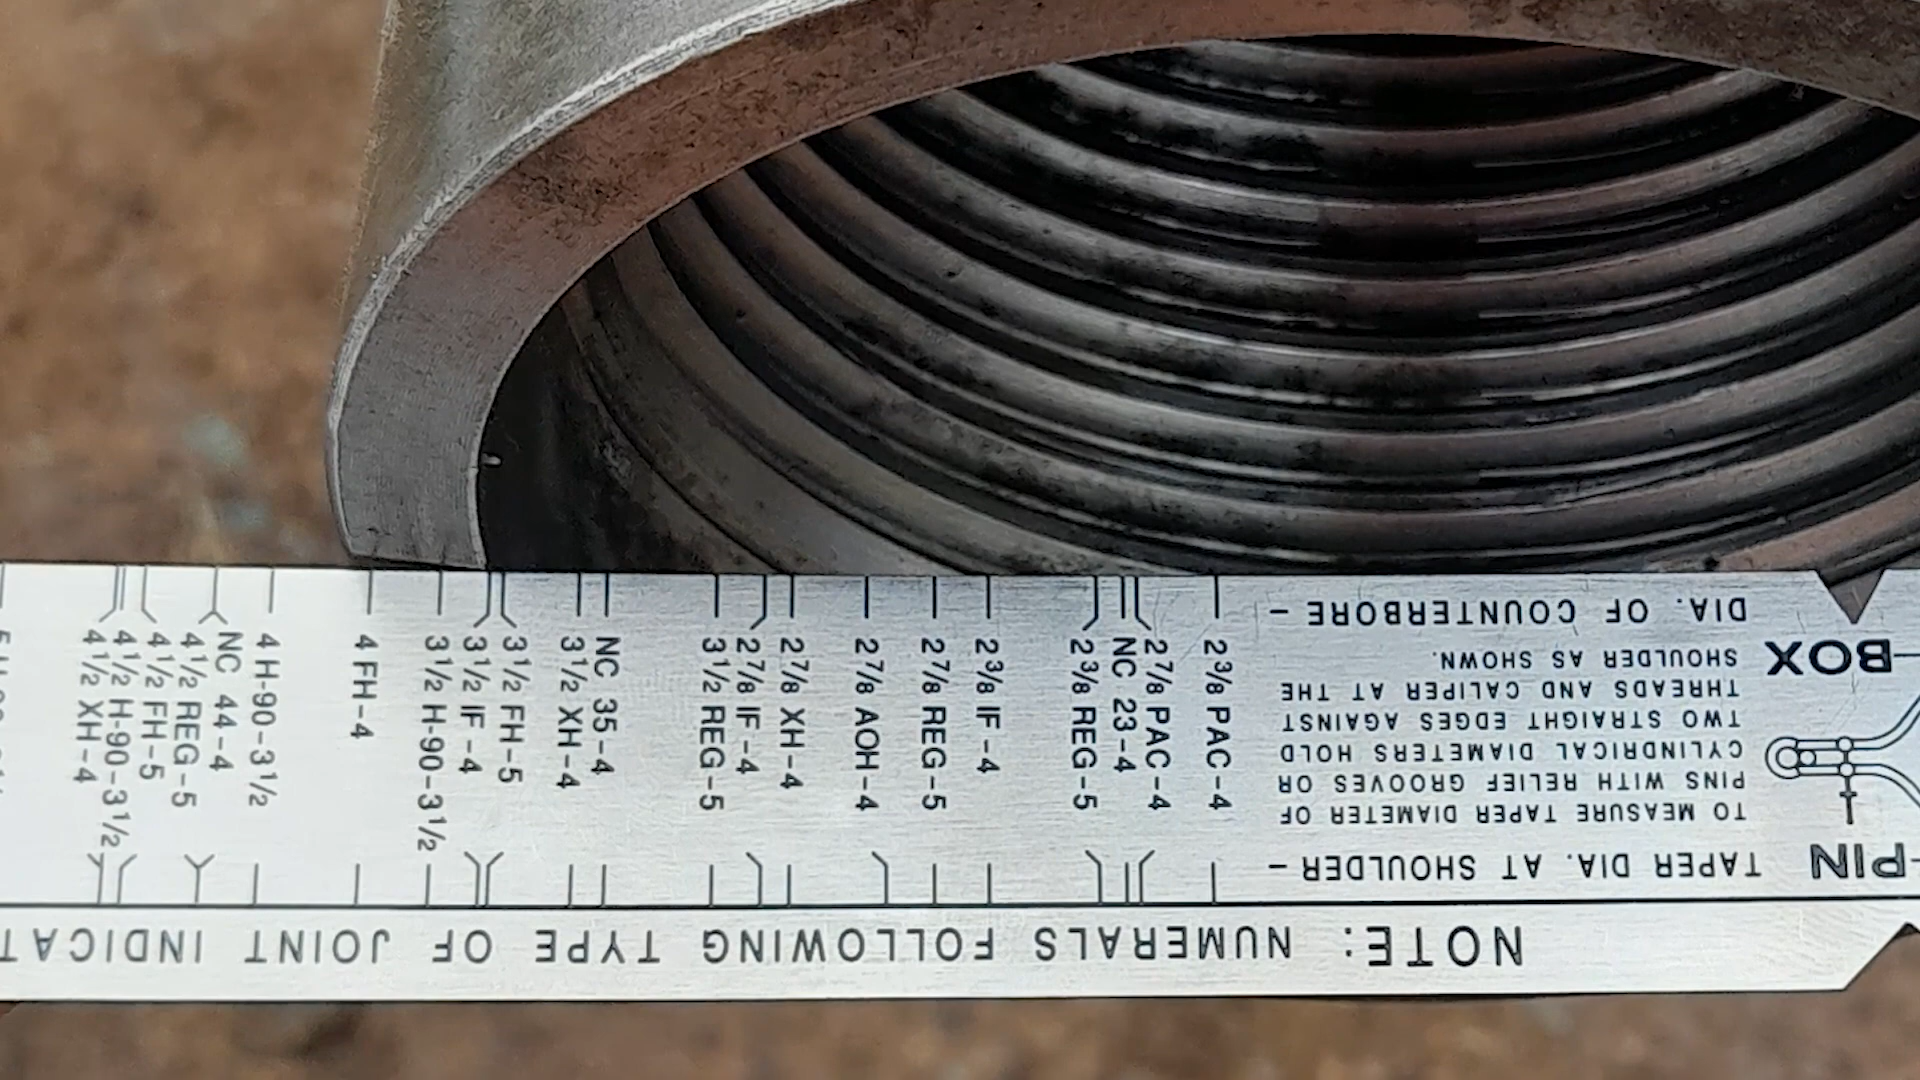 DIA. OF COUNTERBORE -
BOX
SHOULDER AS SHOWN.
THREADS AND CALIPER AT THE
TWO STRAIGHT EDGES AGAINST
CYLINDRICAL DIAMETERS HOLD
PINS WITH RELIEF GROOVES OR
TO MEASURE TAPER DIAMETER OF
PIN
TAPER DIA. AT SHOULDER -
NOTE: NUMERALS FOLLOWING TYPE OF JOINT INDICAT
2 3/8 PAC-4
2 7/8 PAC-4
NC 23-4
2 3/8 REG-5
2 3/8 IF-4
2 7/8 REG-5
2 7/8 AOH-4
2 7/8 XH-4
2 7/8 IF-4
3 1/2 REG-5
NC 35-4
3 1/2 XH-4
3 1/2 FH-5
3 1/2 IF-4
3 1/2 H-90-3 1/2
4 FH-4
4 H-90-3 1/2
NC 44-4
4 1/2 REG-5
4 1/2 FH-5
4 1/2 H-90-3 1/2
4 1/2 XH-4